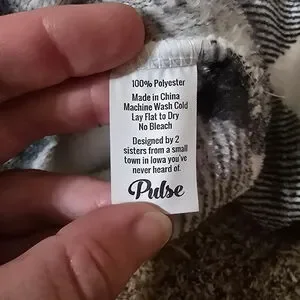 100% Polyester
Made in China
Machine Wash Cold
Lay Flat to Dry
No Bleach
Designed by 2
sisters from a small
town in Iowa you've
never heard of.
Pulse